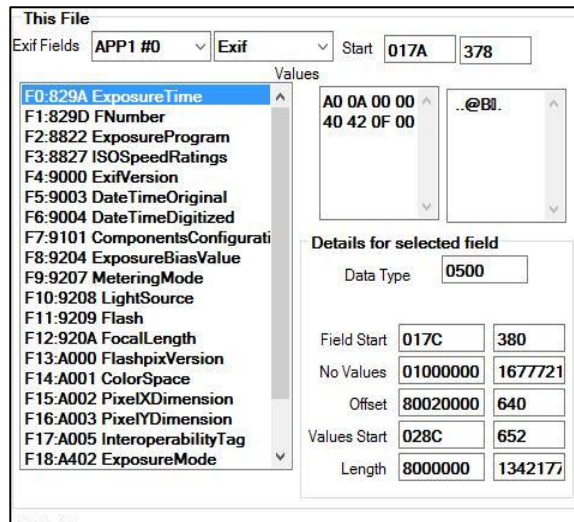 This File
Exif Fields APP1 #0 Exif Start 017A 378
Values
F0:829A ExposureTime
F1:829D FNumber
F2:8822 ExposureProgram
F3:8827 ISOSpeedRatings
F4:9000 ExifVersion
F5:9003 DateTimeOriginal
F6:9004 DateTimeDigitized
F7:9101 ComponentsConfigurati
F8:9204 ExposureBiasValue
F9:9207 MeteringMode
F10:9208 LightSource
F11:9209 Flash
F12:920A FocalLength
F13:A000 FlashpixVersion
F14:A001 ColorSpace
F15:A002 PixelXDimension
F16:A003 PixelYDimension
F17:A005 InteroperabilityTag
F18:A402 ExposureMode
A0 0A 00 00
40 42 0F 00
Details for selected field
Data Type 0500
Field Start 017C 380
No Values 01000000 1677721
Offset 80020000 640
Values Start 028C 652
Length 8000000 1342177